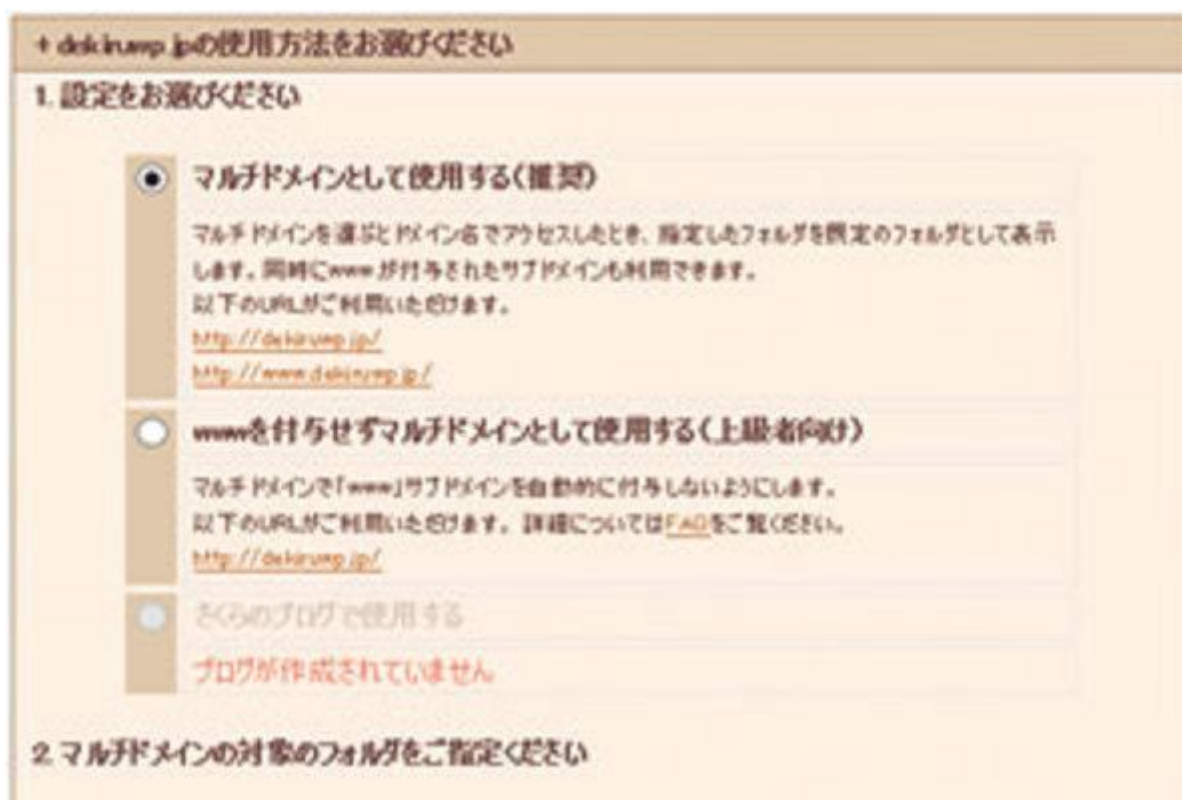 + dekiruwp.jpの使用方法をお選びください
1. 設定をお選びください
マルチドメインとして使用する(推奨)
マルチドメインを選ぶとドメイン名でアクセスしたとき、指定したフォルダを既定のフォルダとして表示
します。同時にwww が付与されたサブドメインも利用できます。
以下のURLがご利用いただけます。
http://dekiruwp.jp/
http://www.dekiruwp.jp/
wwwを付与せずマルチドメインとして使用する(上級者向け)
マルチドメインで「www」サブドメインを自動的に付与しないようにします。
以下のURLがご利用いただけます。詳細についてはFAQをご覧ください。
http://dekiruwp.jp/
さくらのブログで使用する
ブログが作成されていません
2. マルチドメインの対象のフォルダをご指定ください